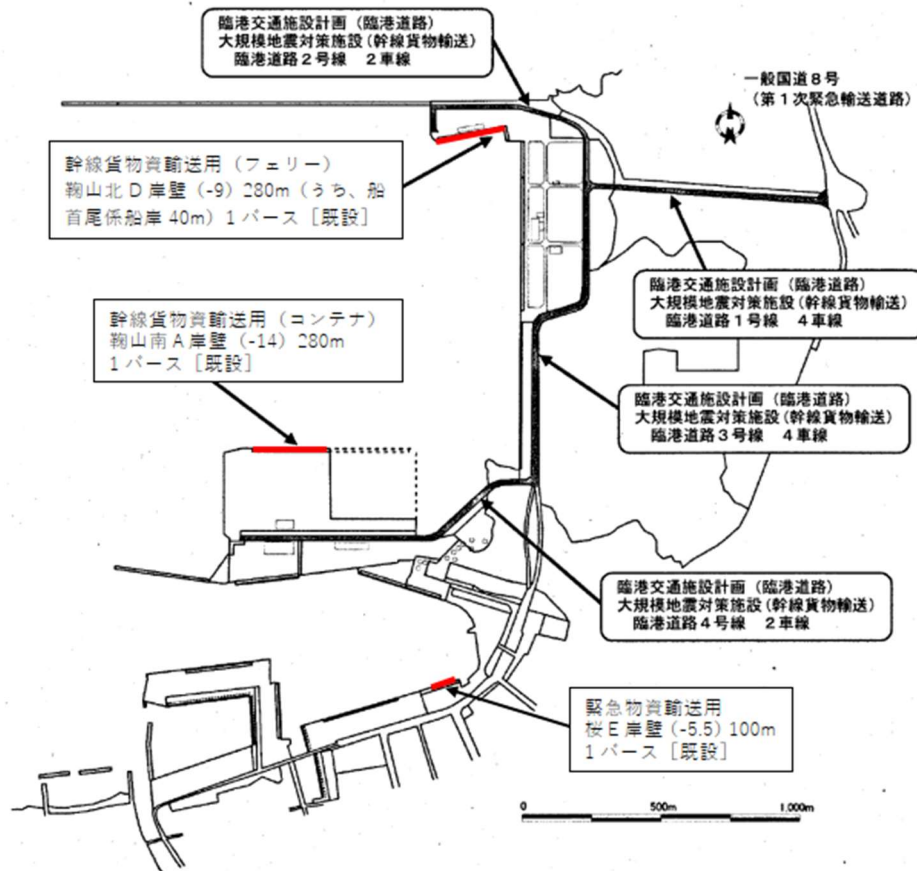 臨港交通施設計画（臨港道路）
大規模地震対策施設（幹線貨物輸送）
臨港道路２号線　２車線
一般国道８号
（第１次緊急輸送道路）
幹線貨物資輸送用（フェリー）
鞠山北Ｄ岸壁（-9）280m（うち、船
首尾係船岸 40m）１バース［既設］
臨港交通施設計画（臨港道路）
大規模地震対策施設（幹線貨物輸送）
臨港道路１号線　４車線
幹線貨物資輸送用（コンテナ）
鞠山南Ａ岸壁（-14）280m
１バース［既設］
臨港交通施設計画（臨港道路）
大規模地震対策施設（幹線貨物輸送）
臨港道路３号線　４車線
臨港交通施設計画（臨港道路）
大規模地震対策施設（幹線貨物輸送）
臨港道路４号線　２車線
緊急物資輸送用
桜Ｅ岸壁（-5.5）100m
１バース［既設］
0　500m　1,000m